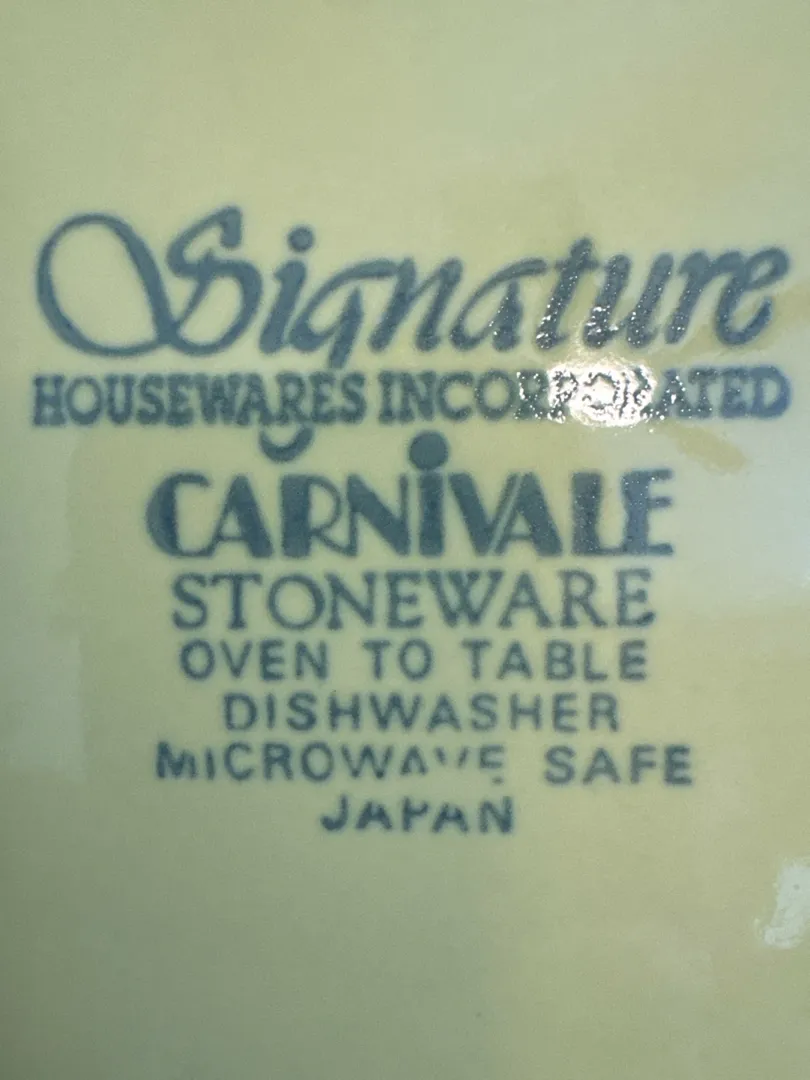 Signature
HOUSEWARES INCORPORATED
CARNIVALE
STONEWARE
OVEN TO TABLE
DISHWASHER
MICROWAVE SAFE
JAPAN